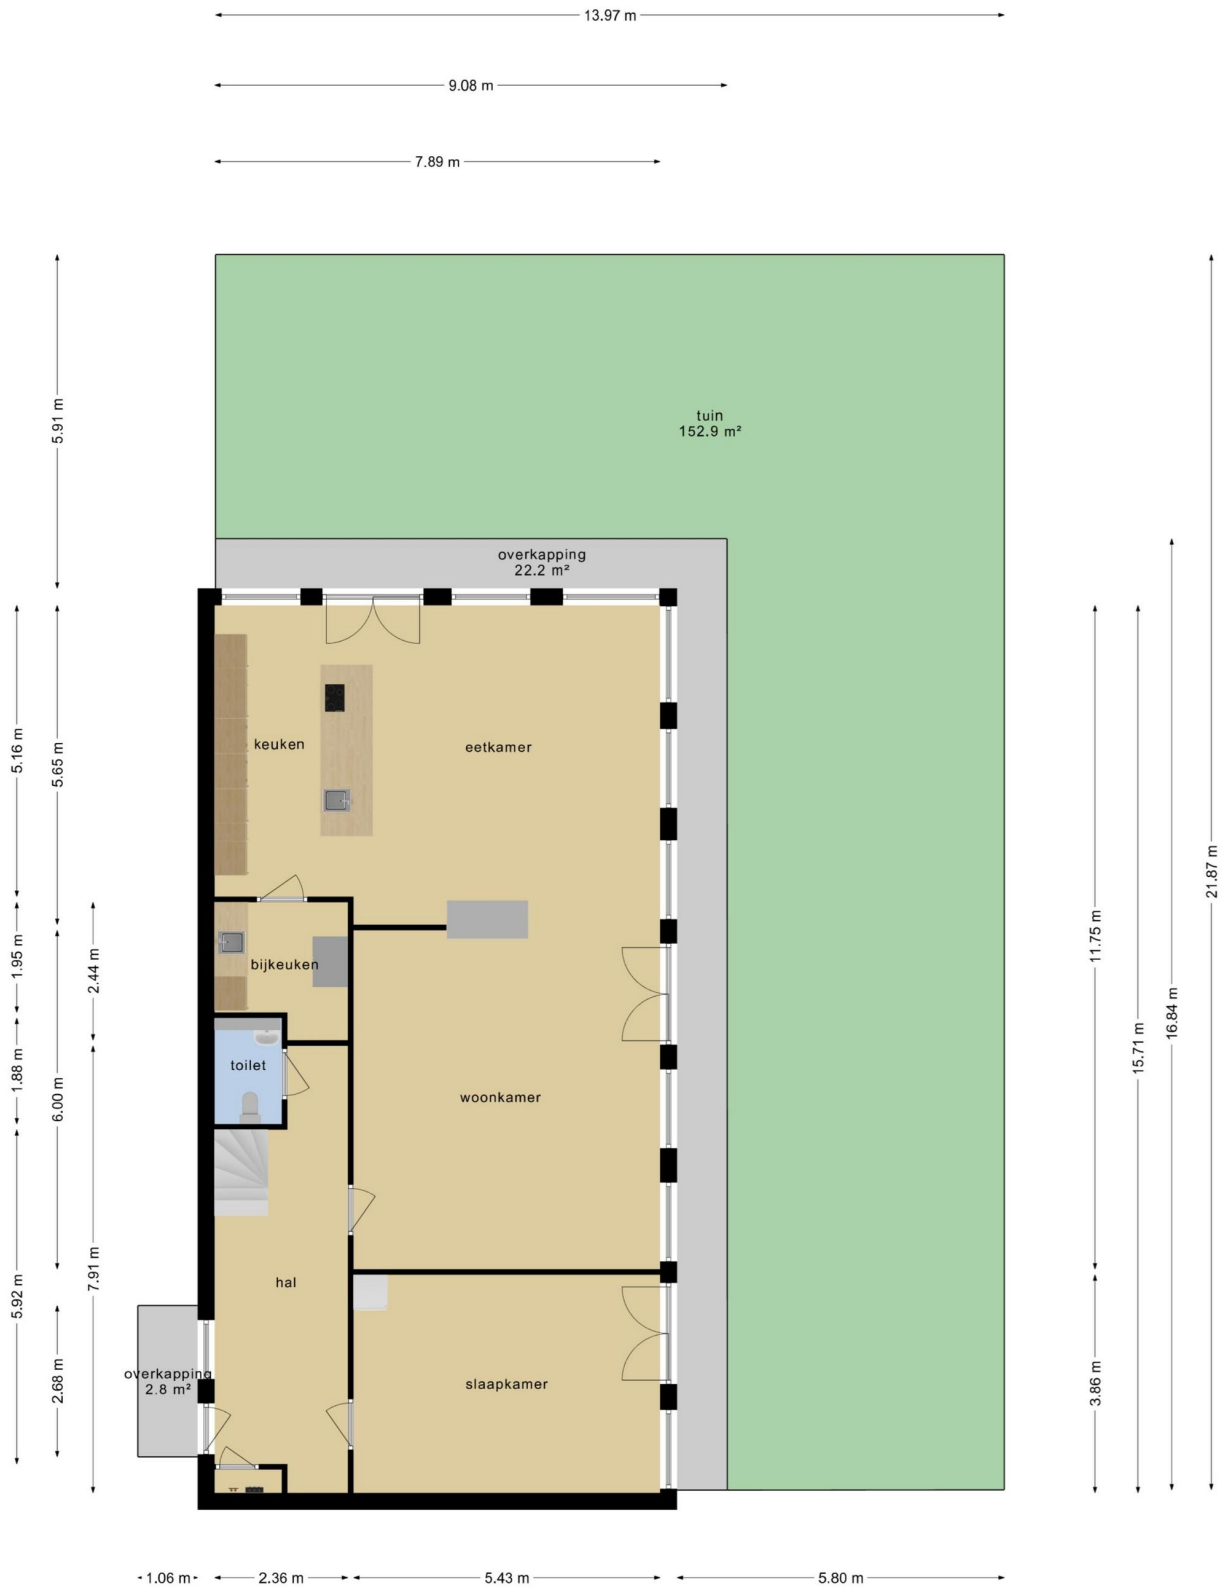 13.97 m
9.08 m
7.89 m
5.91 m
tuin
152.9 m²
overkapping
22.2 m²
keuken
eetkamer
5.16 m
5.65 m
21.87 m
11.75 m
1.95 m
2.44 m
bijkeuken
16.84 m
15.71 m
1.88 m
toilet
6.00 m
woonkamer
7.91 m
5.92 m
hal
overkapping
2.8 m²
2.68 m
slaapkamer
3.86 m
1.06 m
2.36 m
5.43 m
5.80 m